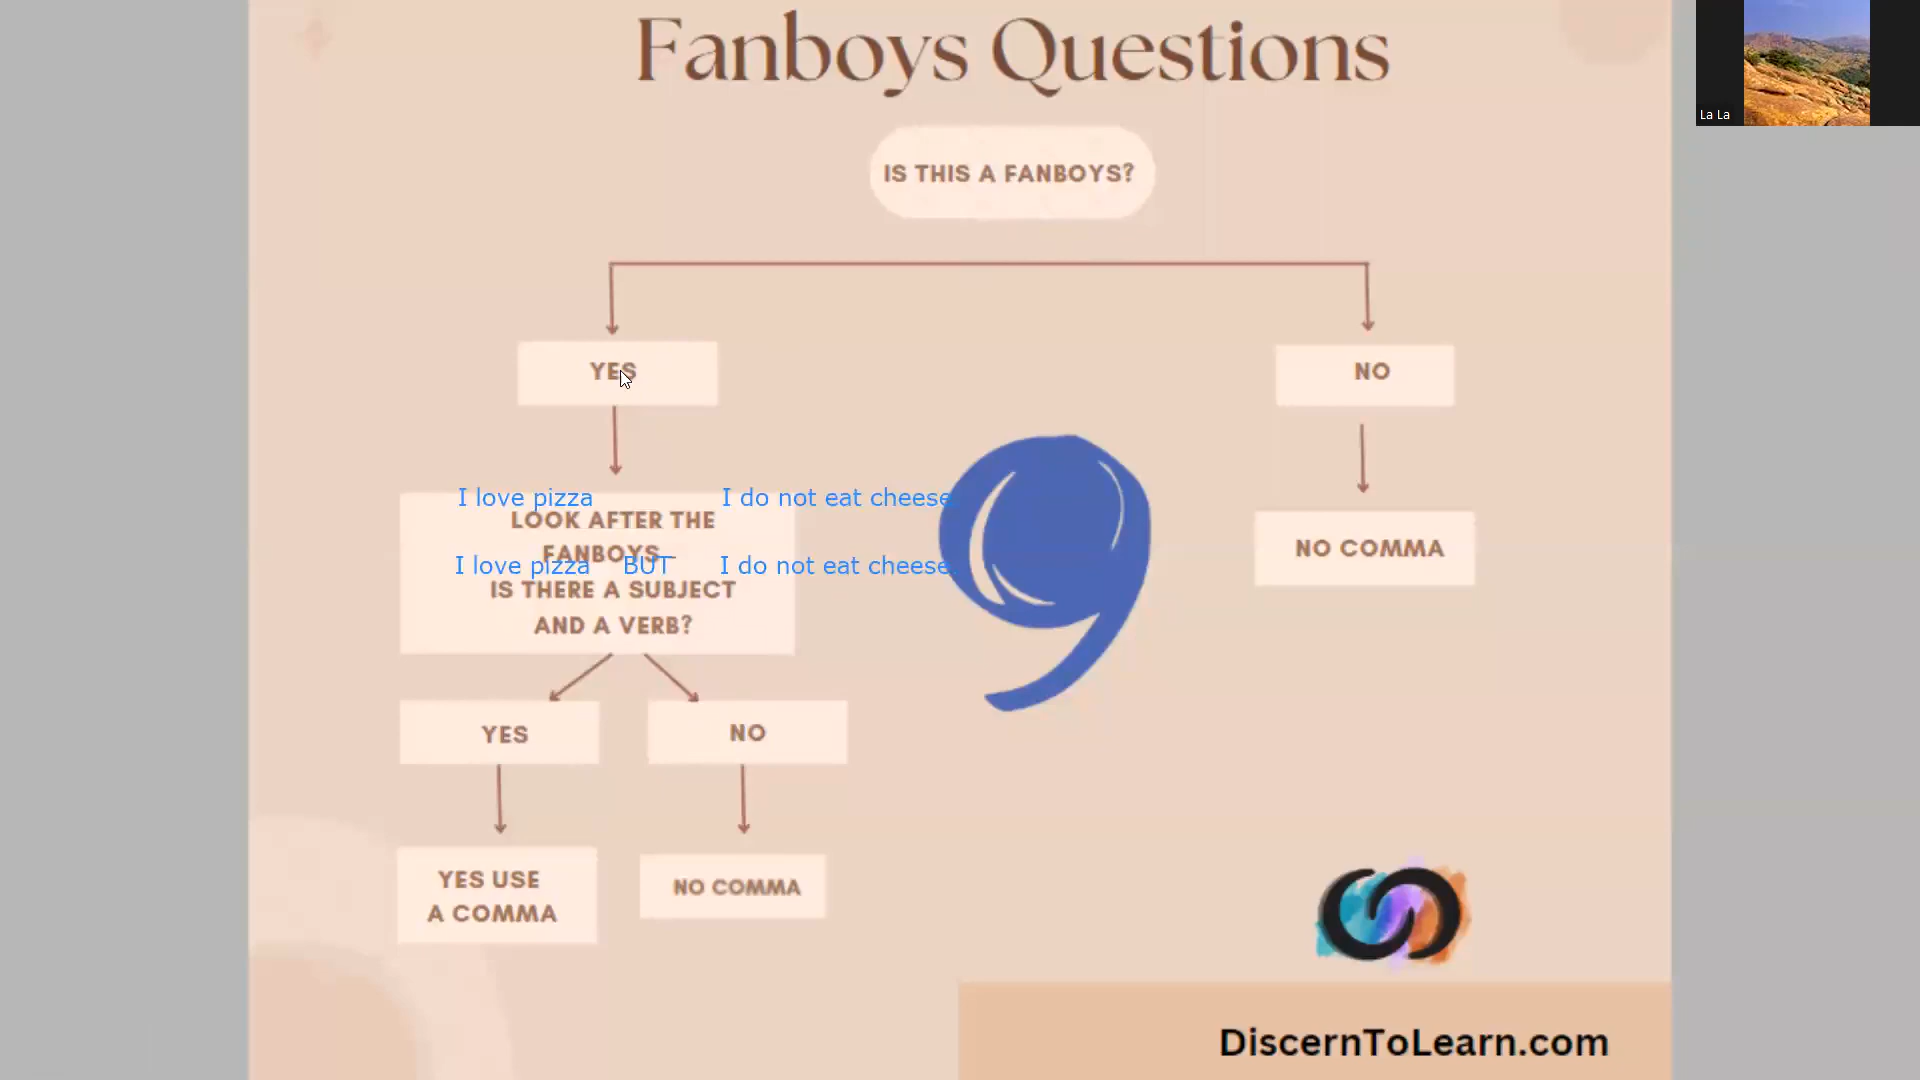 Fanboys Questions
La La
IS THIS A FANBOYS?
YES
NO
I love pizza I do not eat cheese.
LOOK AFTER THE
FANBOYS
I love pizza BUT I do not eat cheese.
IS THERE A SUBJECT
AND A VERB?
NO COMMA
YES
NO
YES USE
A COMMA
NO COMMA
DiscernToLearn.com